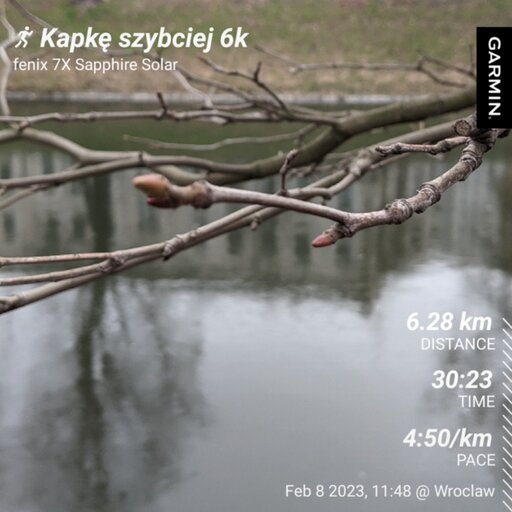 Kapkę szybciej 6k
fenix 7X Sapphire Solar
GARMIN.
6.28 km
DISTANCE
30:23
TIME
4:50/km
PACE
Feb 8 2023, 11:48 @ Wroclaw